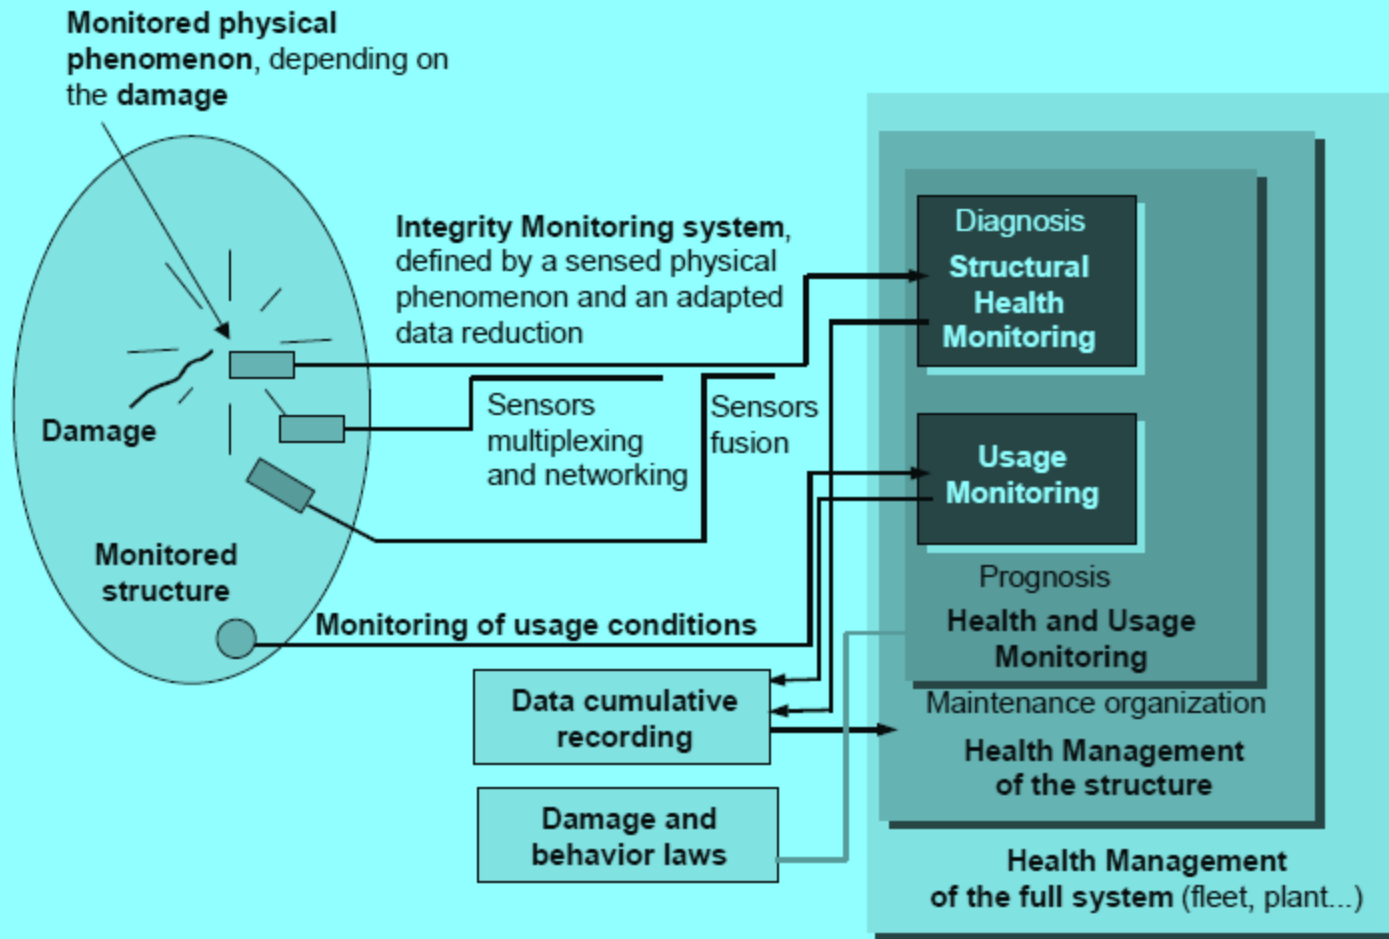 Monitored physical
phenomenon, depending on
the damage
Integrity Monitoring system,
defined by a sensed physical
phenomenon and an adapted
data reduction
Sensors
multiplexing
and networking
Sensors
fusion
Damage
Monitored
structure
Monitoring of usage conditions
Data cumulative
recording
Damage and
behavior laws
Diagnosis
Structural
Health
Monitoring
Usage
Monitoring
Prognosis
Health and Usage
Monitoring
Maintenance organization
Health Management
of the structure
Health Management
of the full system (fleet, plant...)